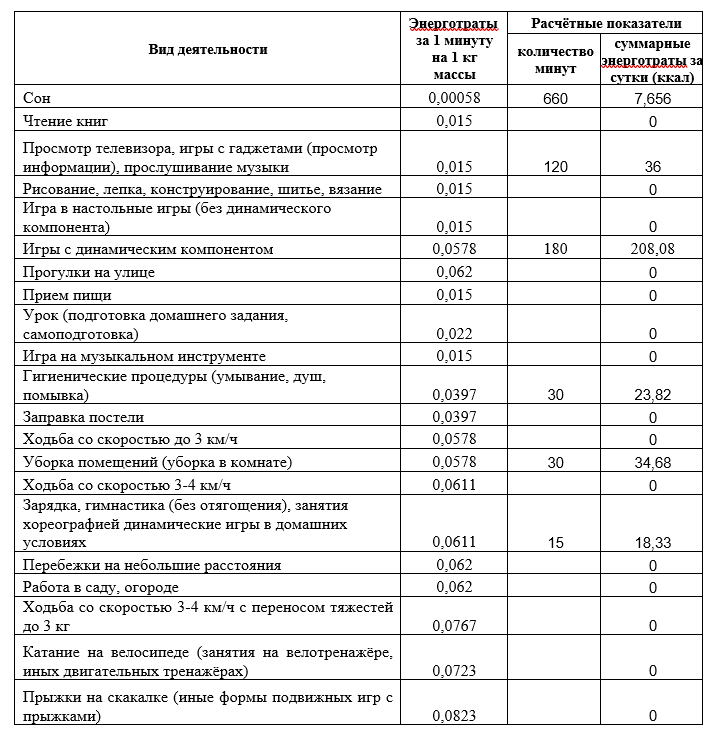 Вид деятельности
Энерготраты
за 1 минуту
на 1 кг
массы
Расчётные показатели
количество
минут
суммарные
энерготраты за
сутки (ккал)
Сон 0,00058 660 7,656
Чтение книг 0,015 0
Просмотр телевизора, игры с гаджетами (просмотр
информации), прослушивание музыки 0,015 120 36
Рисование, лепка, конструирование, шитье, вязание 0,015 0
Игра в настольные игры (без динамического
компонента) 0,015 0
Игры с динамическим компонентом 0,0578 180 208,08
Прогулки на улице 0,062 0
Прием пищи 0,015 0
Урок (подготовка домашнего задания,
самоподготовка) 0,022 0
Игра на музыкальном инструменте 0,015 0
Гигиенические процедуры (умывание, душ,
помывка) 0,0397 30 23,82
Заправка постели 0,0397 0
Ходьба со скоростью до 3 км/ч 0,0578 0
Уборка помещений (уборка в комнате) 0,0578 30 34,68
Ходьба со скоростью 3-4 км/ч 0,0611 0
Зарядка, гимнастика (без отягощения), занятия
хореографией динамические игры в домашних
условиях 0,0611 15 18,33
Перебежки на небольшие расстояния 0,062 0
Работа в саду, огороде 0,062 0
Ходьба со скоростью 3-4 км/ч с переносом тяжестей
до 3 кг 0,0767 0
Катание на велосипеде (занятия на велотренажёре,
иных двигательных тренажёрах) 0,0723 0
Прыжки на скакалке (иные формы подвижных игр с
прыжками) 0,0823 0